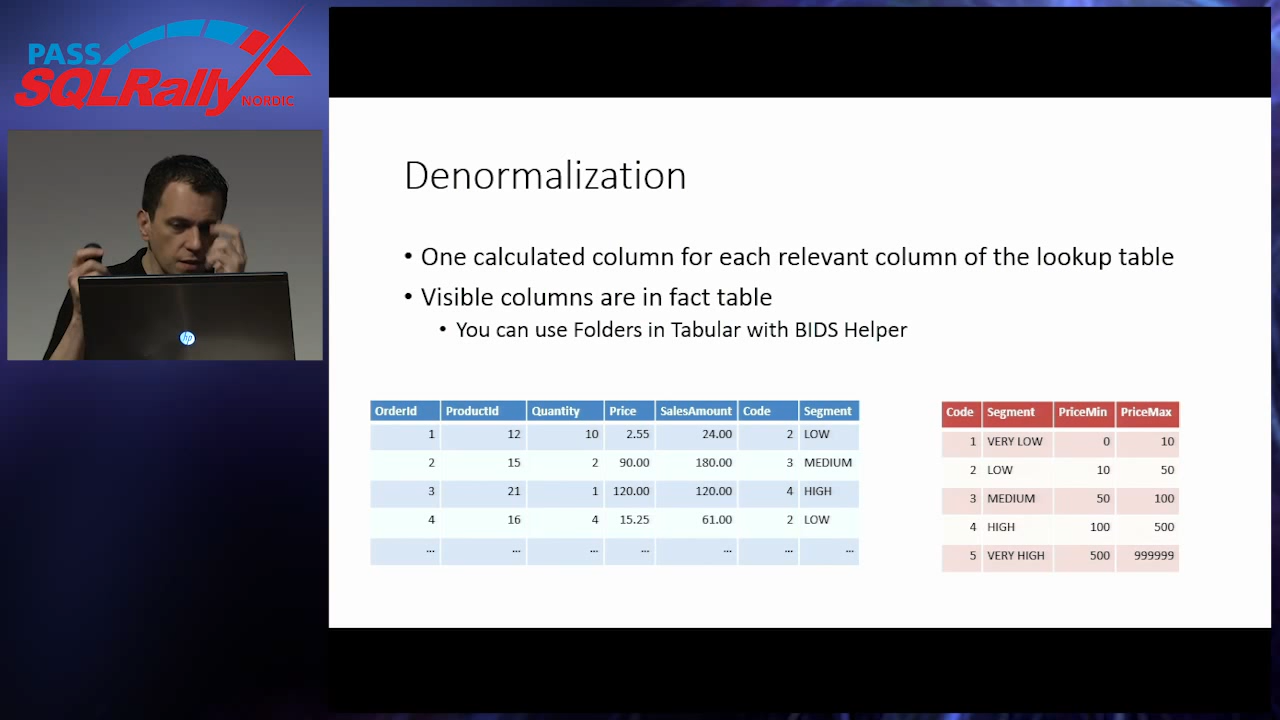 PASS
SQLRally
NORDIC
Denormalization
• One calculated column for each relevant column of the lookup table
• Visible columns are in fact table
• You can use Folders in Tabular with BIDS Helper
OrderId ProductId Quantity Price SalesAmount Code Segment
1 12 10 2.55 24.00 2 LOW
2 15 2 90.00 180.00 3 MEDIUM
3 21 1 120.00 120.00 4 HIGH
4 16 4 15.25 61.00 2 LOW
... ... ... ... ... ... ...
Code Segment PriceMin PriceMax
1 VERY LOW 0 10
2 LOW 10 50
3 MEDIUM 50 100
4 HIGH 100 500
5 VERY HIGH 500 999999
hp